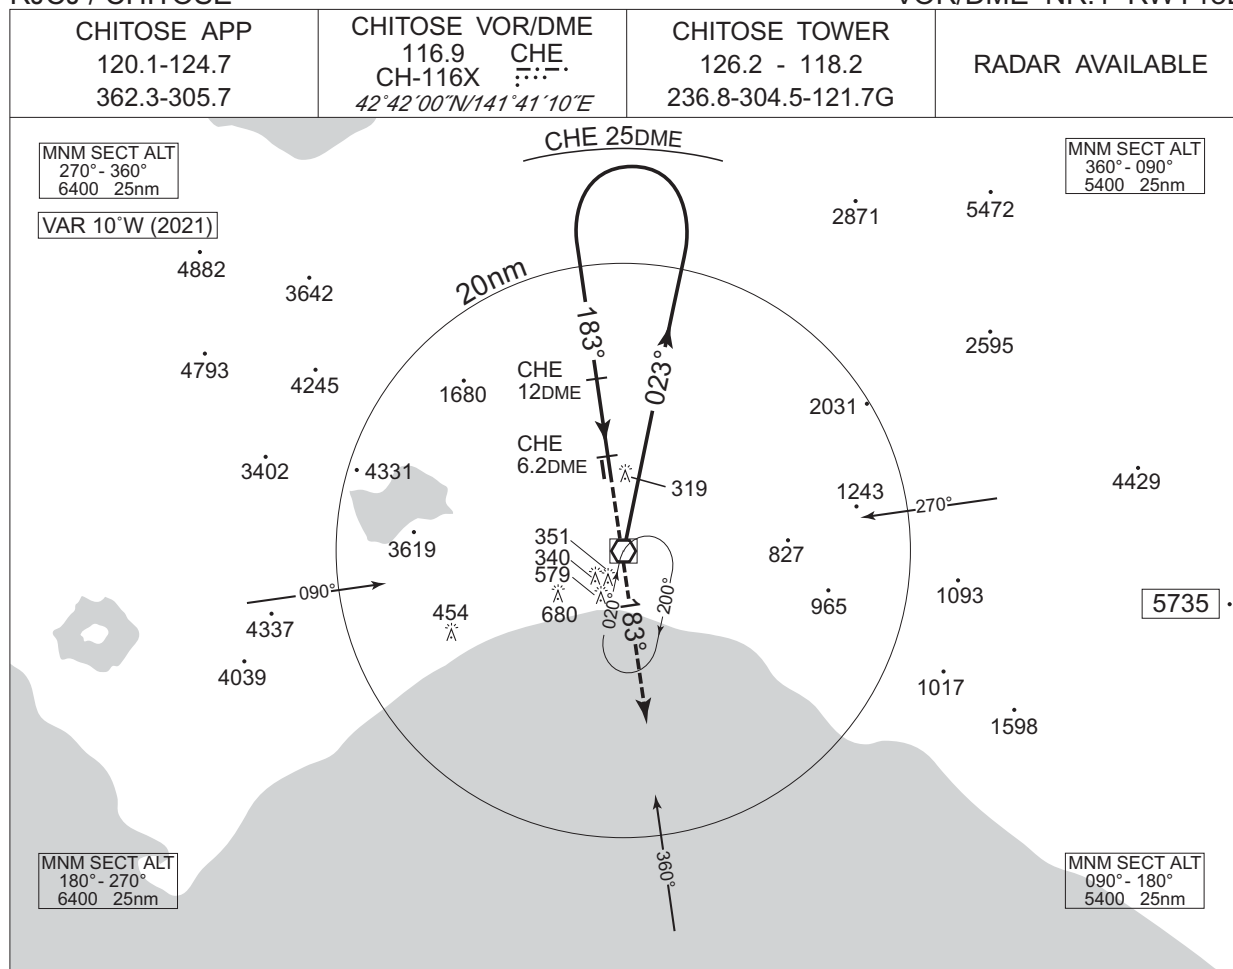 CHITOSE APP
120.1-124.7
362.3-305.7
CHITOSE VOR/DME
116.9 CHE
CH-116X
42°42′00″N/141°41′10″E
CHITOSE TOWER
126.2 - 118.2
236.8-304.5-121.7G
RADAR AVAILABLE
MNM SECT ALT
270°- 360°
6400 25nm
VAR 10°W (2021)
CHE 25DME
MNM SECT ALT
360°- 090°
5400 25nm
2871
5472
4882
3642
20nm
183°
023°
2595
4793
4245
1680
CHE
12DME
2031
CHE
6.2DME
3402
4331
319
1243
4429
270°
3619
351
340
579
680
827
090°
454
020°
200°
183°
965
1093
5735
4337
4039
1017
1598
360°
MNM SECT ALT
180°- 270°
6400 25nm
MNM SECT ALT
090°- 180°
5400 25nm